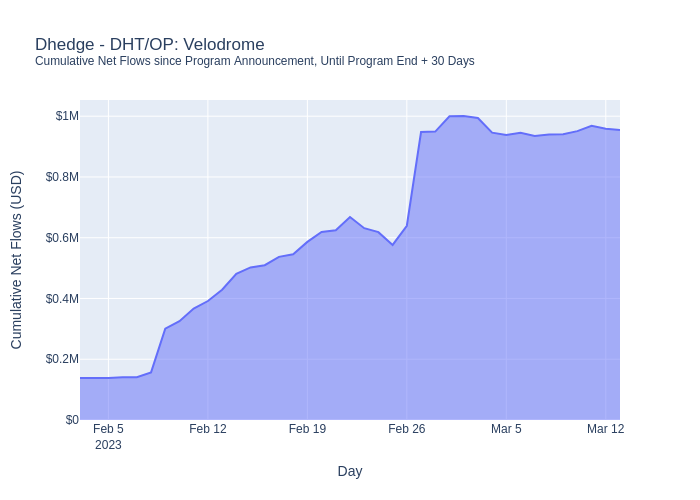 Dhedge - DHT/OP: Velodrome
Cumulative Net Flows since Program Announcement, Until Program End + 30 Days
Cumulative Net Flows (USD)
$1M
$0.8M
$0.6M
$0.4M
$0.2M
$0
Feb 5
2023
Feb 12
Feb 19
Feb 26
Mar 5
Mar 12
Day